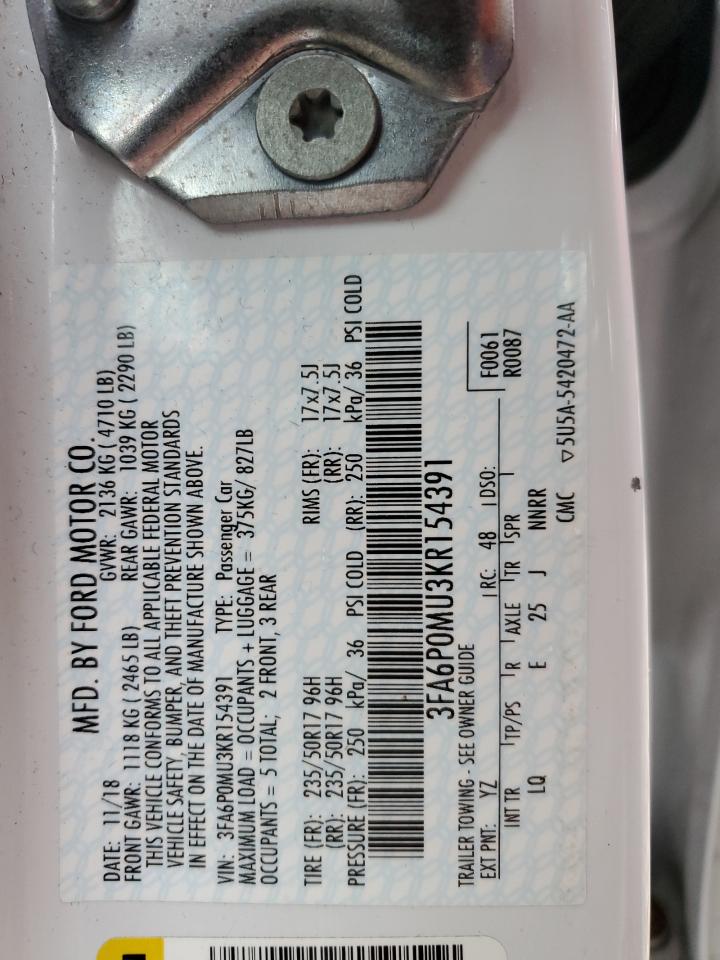 MFD. BY FORD MOTOR CO.
DATE: 11/18 GVWR: 2136 KG ( 4710 LB)
FRONT GAWR: 1118 KG ( 2465 LB) REAR GAWR: 1039 KG ( 2290 LB)
THIS VEHICLE CONFORMS TO ALL APPLICABLE FEDERAL MOTOR
VEHICLE SAFETY, BUMPER, AND THEFT PREVENTION STANDARDS
IN EFFECT ON THE DATE OF MANUFACTURE SHOWN ABOVE.
VIN: 3FA6P0MU3KR154391 TYPE: Passenger Car
MAXIMUM LOAD = OCCUPANTS + LUGGAGE = 375KG/ 827LB
OCCUPANTS = 5 TOTAL; 2 FRONT, 3 REAR
TIRE (FR): 235/50R17 96H RIMS (FR): 17x7.5J
(RR): 235/50R17 96H (RR): 17x7.5J
PRESSURE (FR): 250 kPa/ 36 PSI COLD (RR): 250 kPa/ 36 PSI COLD
3FA6P0MU3KR154391
TRAILER TOWING - SEE OWNER GUIDE
F0061
R0087
EXT PNT: YZ RC: 48 DSO:
INT TR TP/PS R AXLE TR SPR
LQ E 25 J NNRR
CMC ▽5U5A-5420472-AA